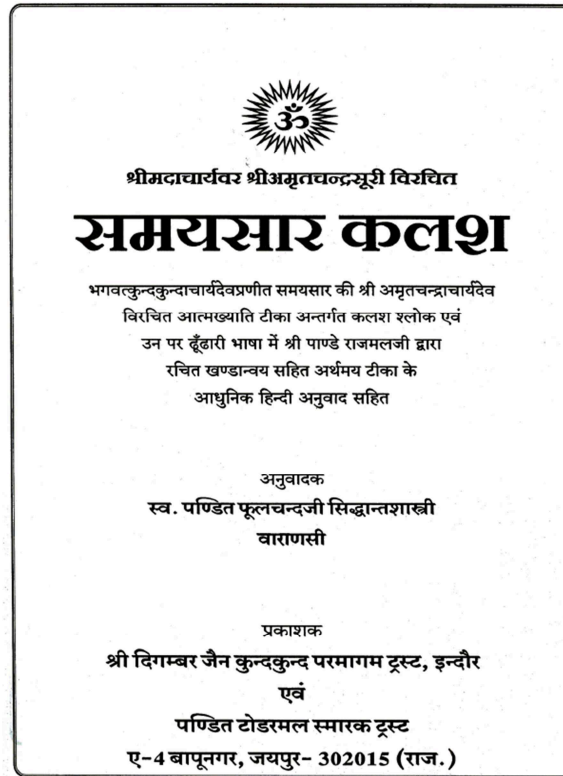 ॐ
श्रीमदाचार्यवर श्रीअमृतचन्द्रसूरी विरचित
समयसार कलश
भगवत्कुन्दकुन्दाचार्यदेवप्रणीत समयसार की श्री अमृतचन्द्राचार्यदेव
विरचित आत्मख्याति टीका अन्तर्गत कलश श्लोक एवं
उन पर ढूँढारी भाषा में श्री पाण्डे राजमलजी द्वारा
रचित खण्डान्वय सहित अर्थमय टीका के
आधुनिक हिन्दी अनुवाद सहित
अनुवादक
स्व. पण्डित फूलचन्दजी सिद्धान्तशास्त्री
वाराणसी
प्रकाशक
श्री दिगम्बर जैन कुन्दकुन्द परमागम ट्रस्ट, इन्दौर
एवं
पण्डित टोडरमल स्मारक ट्रस्ट
ए-4 बापूनगर, जयपुर- 302015 (राज.)